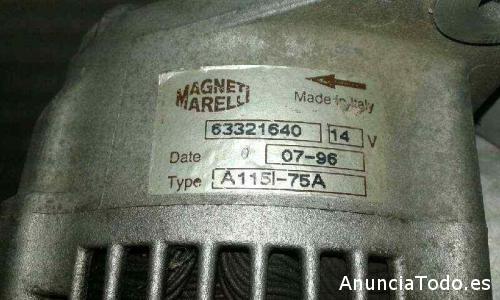 MAGNETI
MARELLI
Made in Italy
63321640 14 V
Date 07-96
Type A115I-75A
AnunciaTodo.es